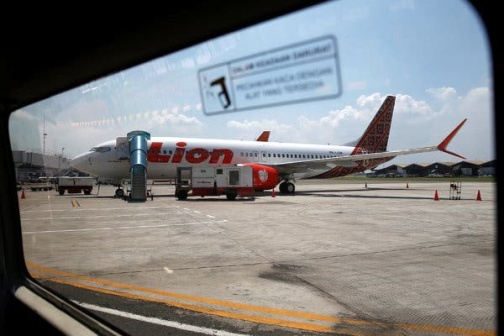 DALAM KEADAAN DARURAT
PECAHKAN KACA DENGAN
ALAT YANG TERSEDIA
Lion